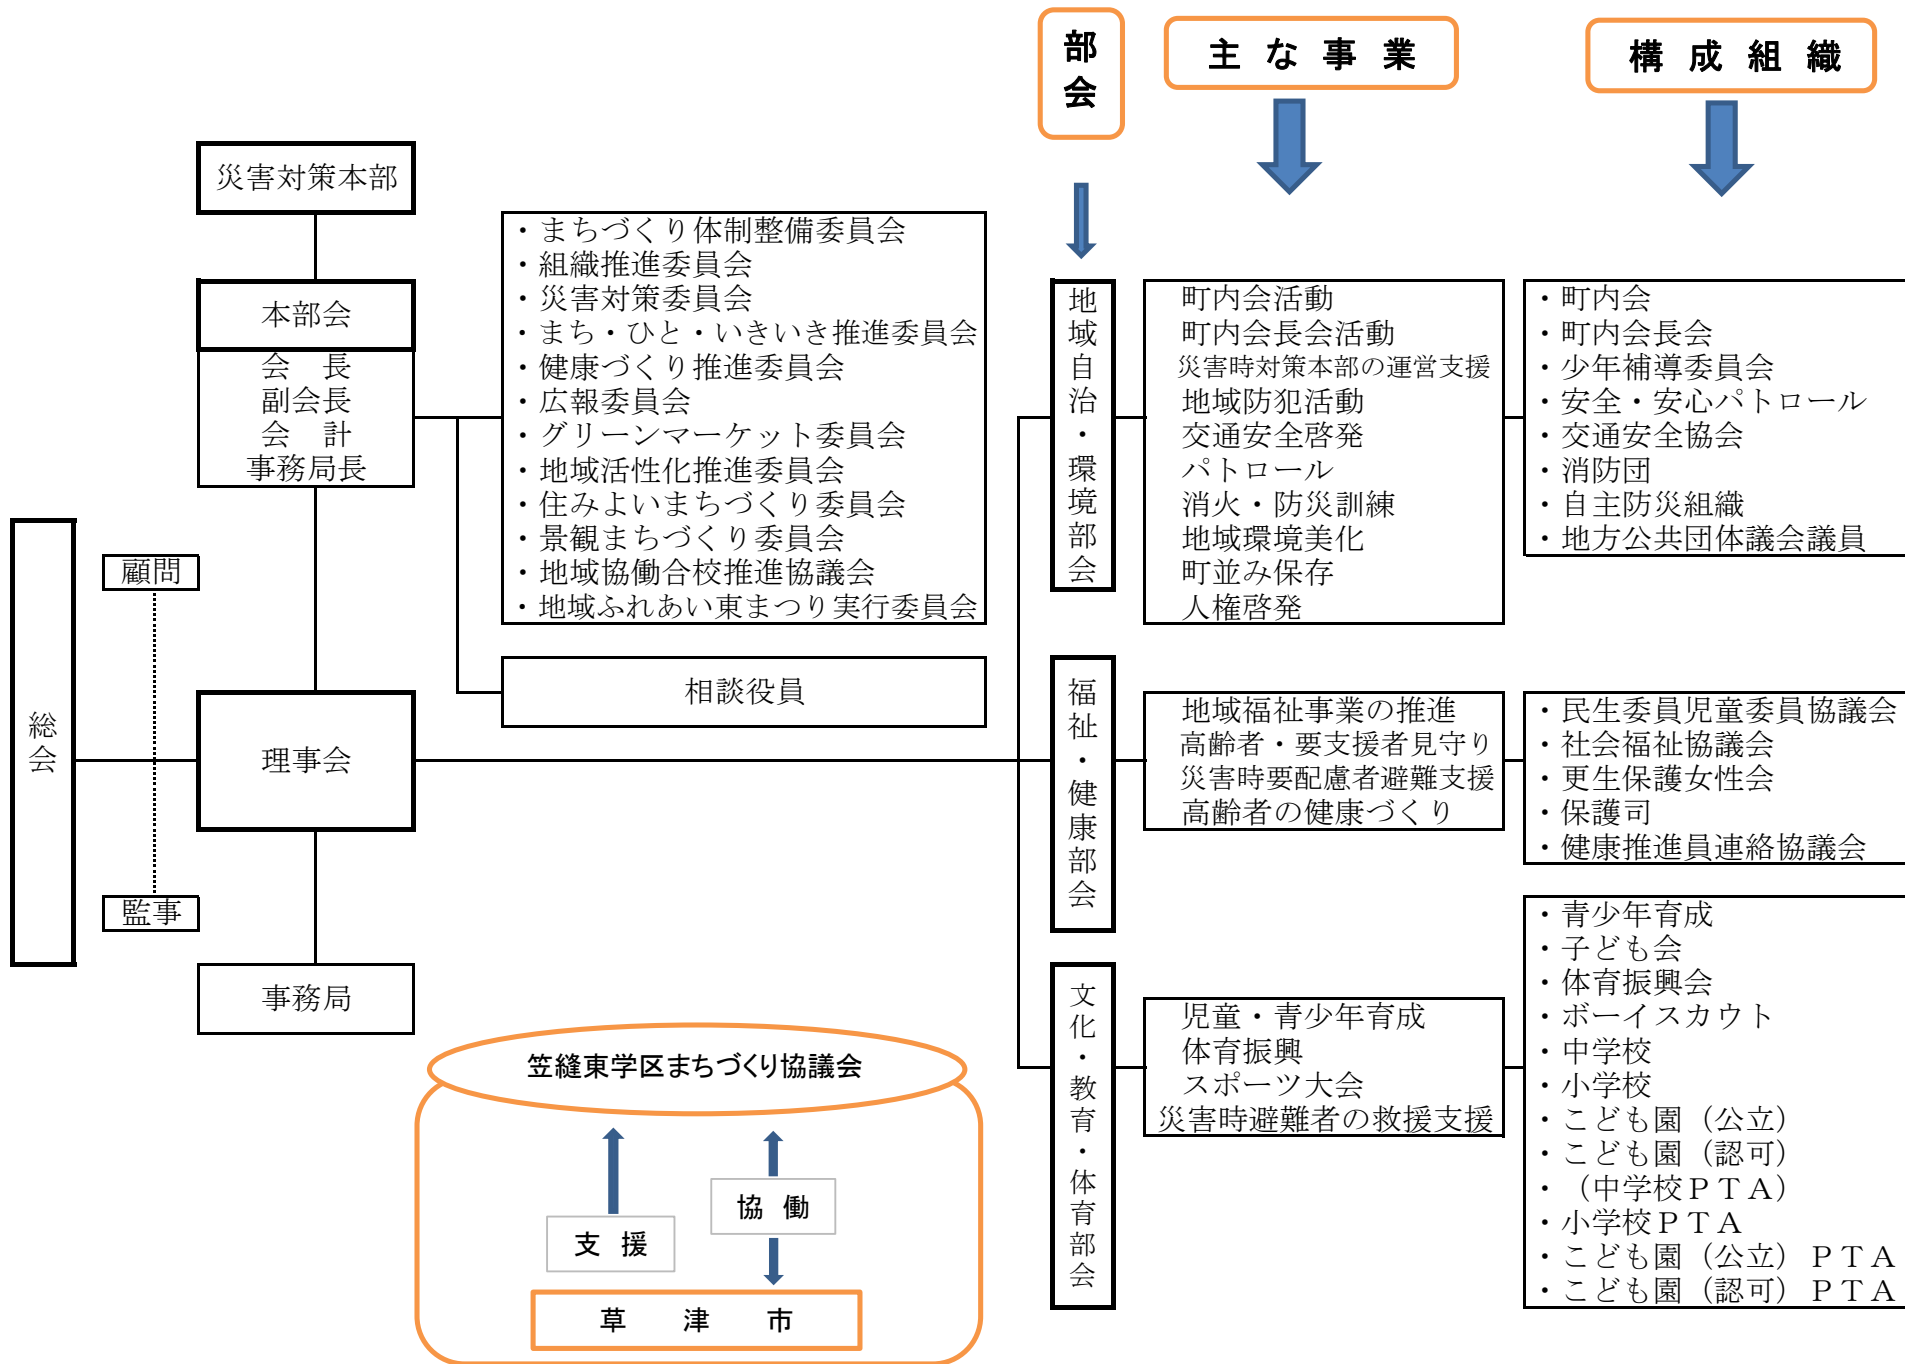 部会
主な事業
構成組織
災害対策本部
本部会
会　長
副会長
会　計
事務局長
・まちづくり体制整備委員会
・組織推進委員会
・災害対策委員会
・まち・ひと・いきいき推進委員会
・健康づくり推進委員会
・広報委員会
・グリーンマーケット委員会
・地域活性化推進委員会
・住みよいまちづくり委員会
・景観まちづくり委員会
・地域協働合校推進協議会
・地域ふれあい東まつり実行委員会
相談役員
総会
顧問
監事
理事会
事務局
地域自治・環境部会
町内会活動
町内会長会活動
災害時対策本部の運営支援
地域防犯活動
交通安全啓発
パトロール
消火・防災訓練
地域環境美化
町並み保存
人権啓発
・町内会
・町内会長会
・少年補導委員会
・安全・安心パトロール
・交通安全協会
・消防団
・自主防災組織
・地方公共団体議会議員
福祉・健康部会
地域福祉事業の推進
高齢者・要支援者見守り
災害時要配慮者避難支援
高齢者の健康づくり
・民生委員児童委員協議会
・社会福祉協議会
・更生保護女性会
・保護司
・健康推進員連絡協議会
文化・教育・体育部会
児童・青少年育成
体育振興
スポーツ大会
災害時避難者の救援支援
・青少年育成
・子ども会
・体育振興会
・ボーイスカウト
・中学校
・小学校
・こども園（公立）
・こども園（認可）
・（中学校ＰＴＡ）
・小学校ＰＴＡ
・こども園（公立）ＰＴＡ
・こども園（認可）ＰＴＡ
笠縫東学区まちづくり協議会
支援
協働
草津市